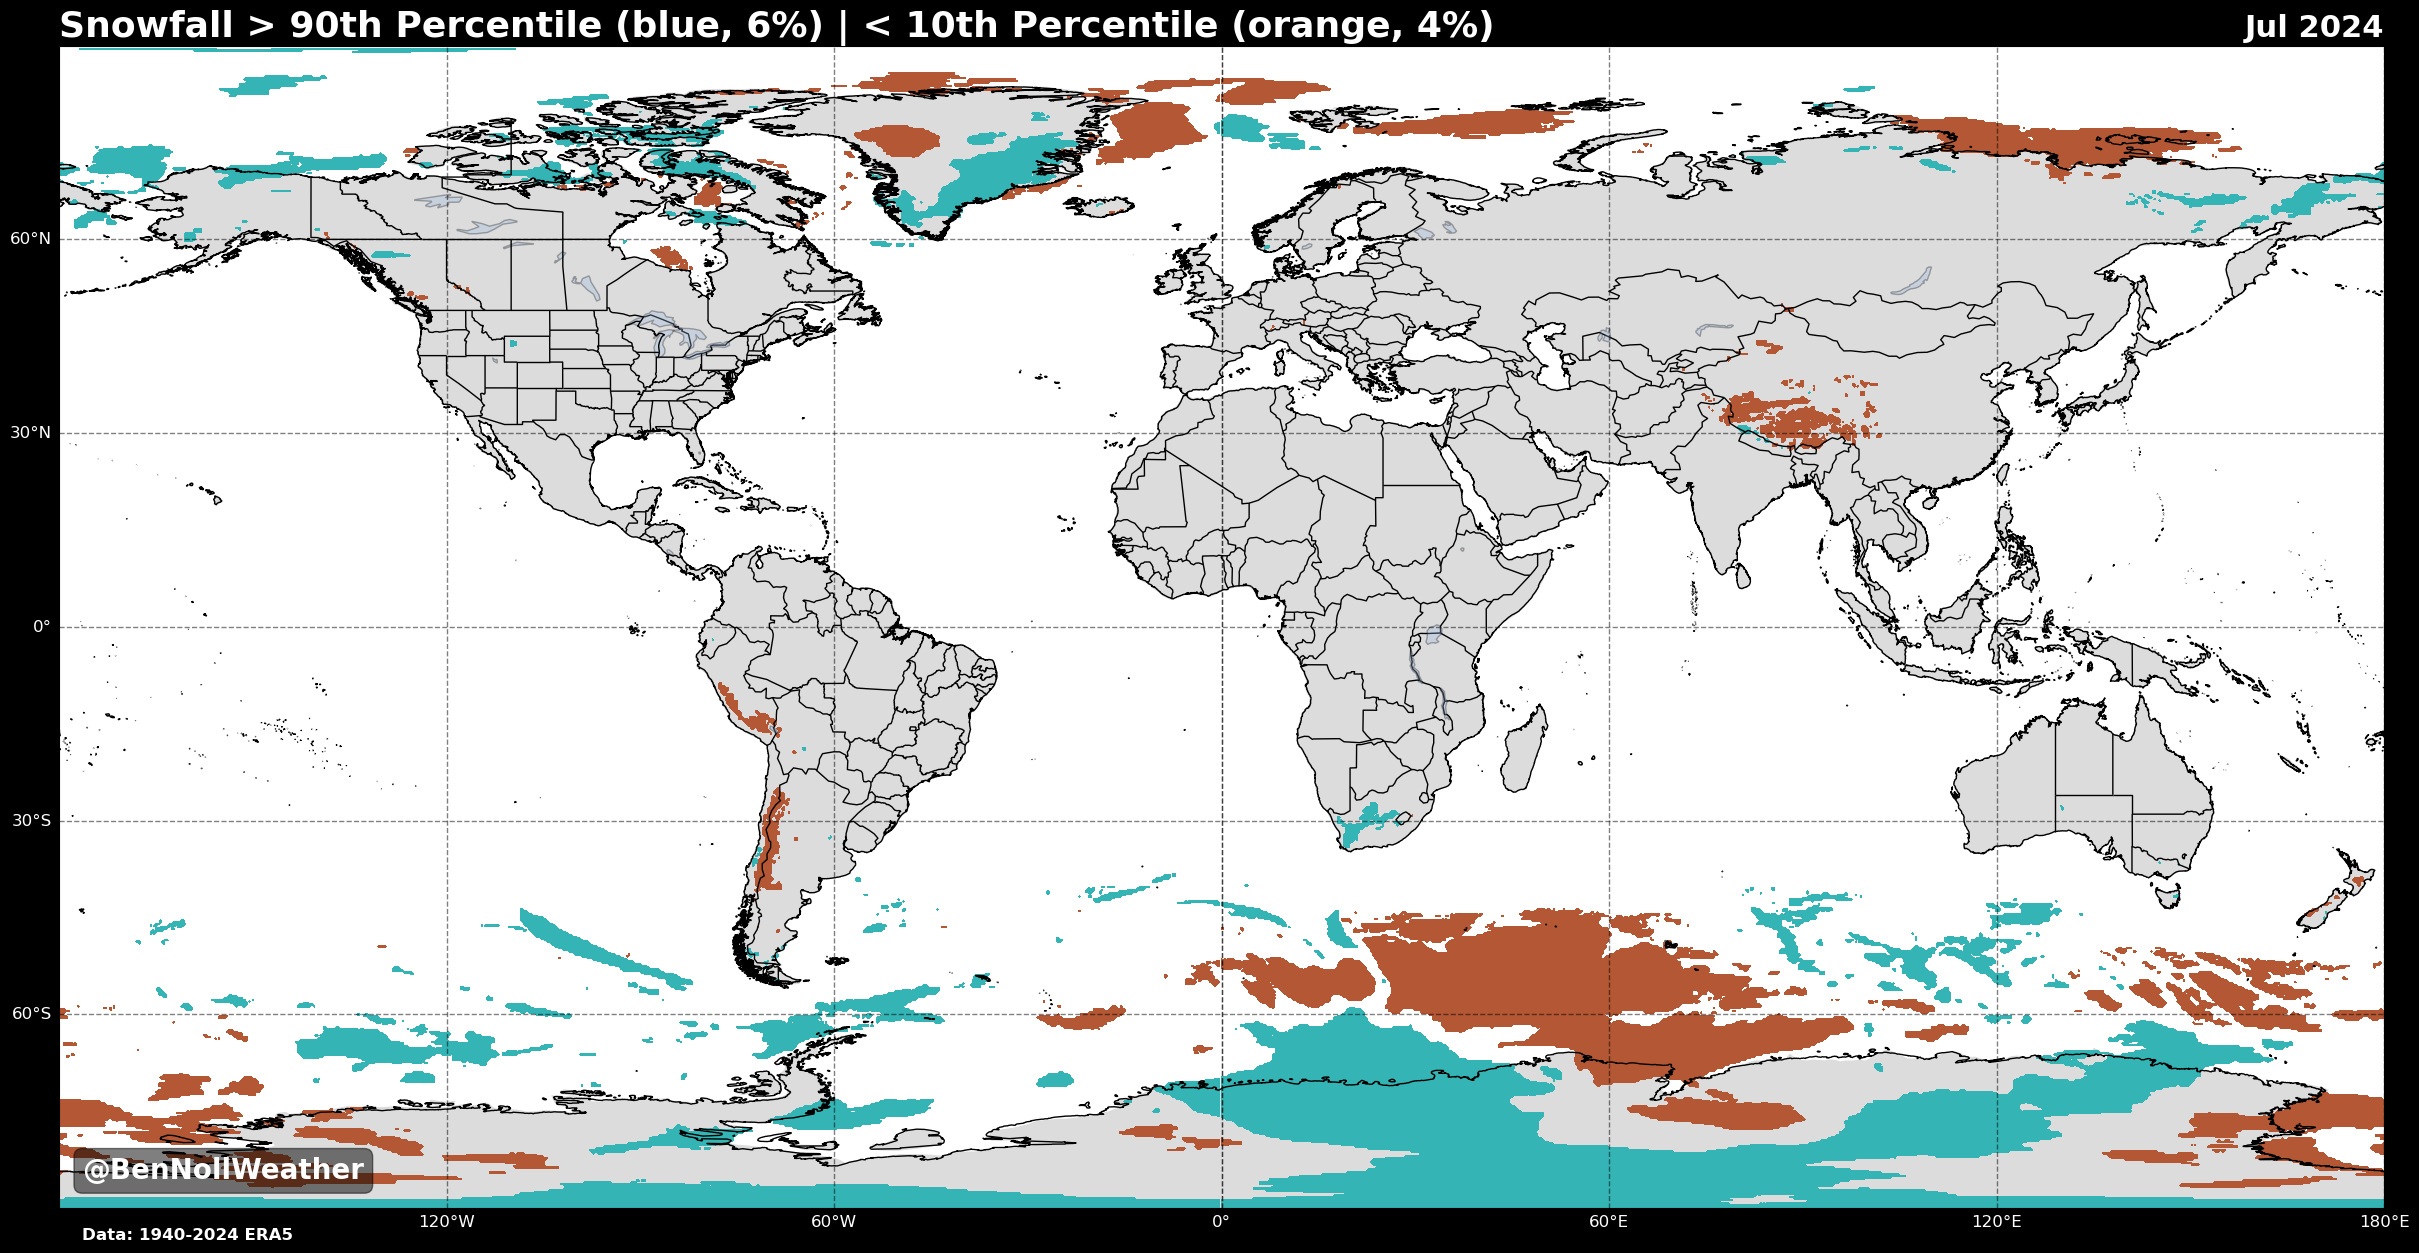 Snowfall > 90th Percentile (blue, 6%) | < 10th Percentile (orange, 4%)
Jul 2024
60°N
30°N
0°
30°S
60°S
@BenNollWeather
120°W
60°W
0°
60°E
120°E
180°E
Data: 1940-2024 ERA5